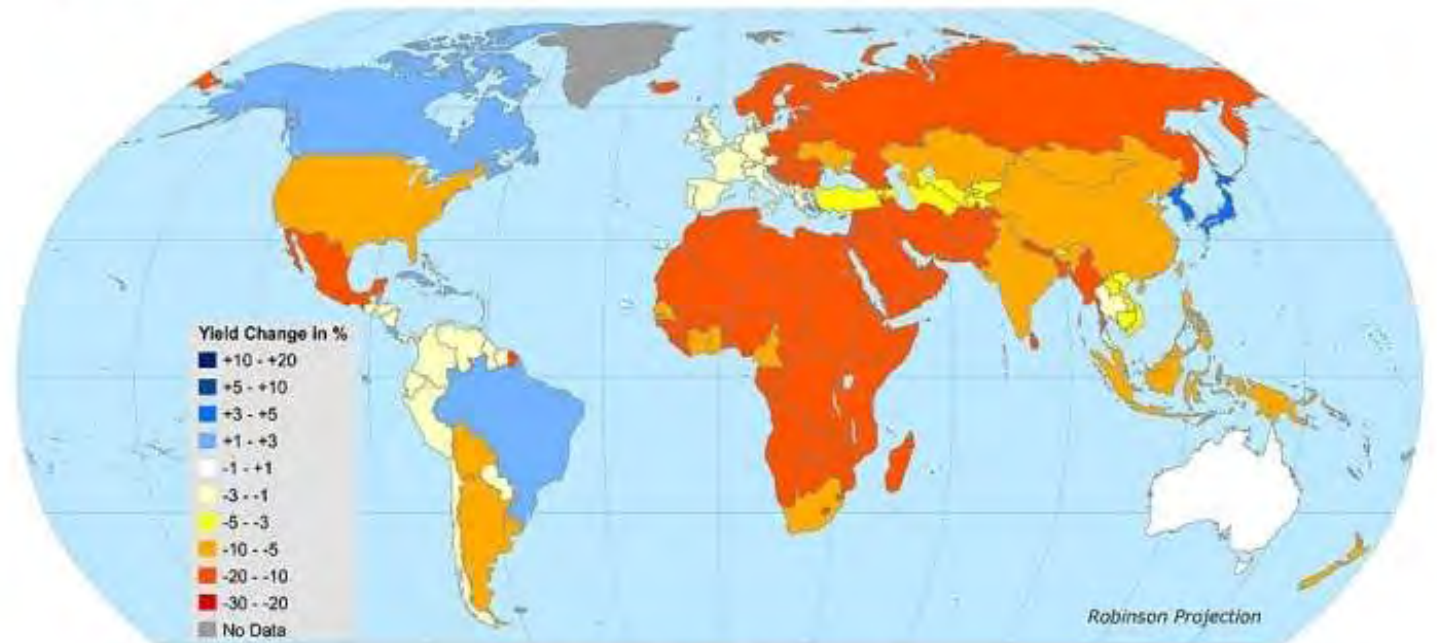 Yield Change in %
+10 - +20
+5 - +10
+3 - +5
+1 - +3
-1 - +1
-3 - -1
-5 - -3
-10 - -5
-20 - -10
-30 - -20
No Data
Robinson Projection